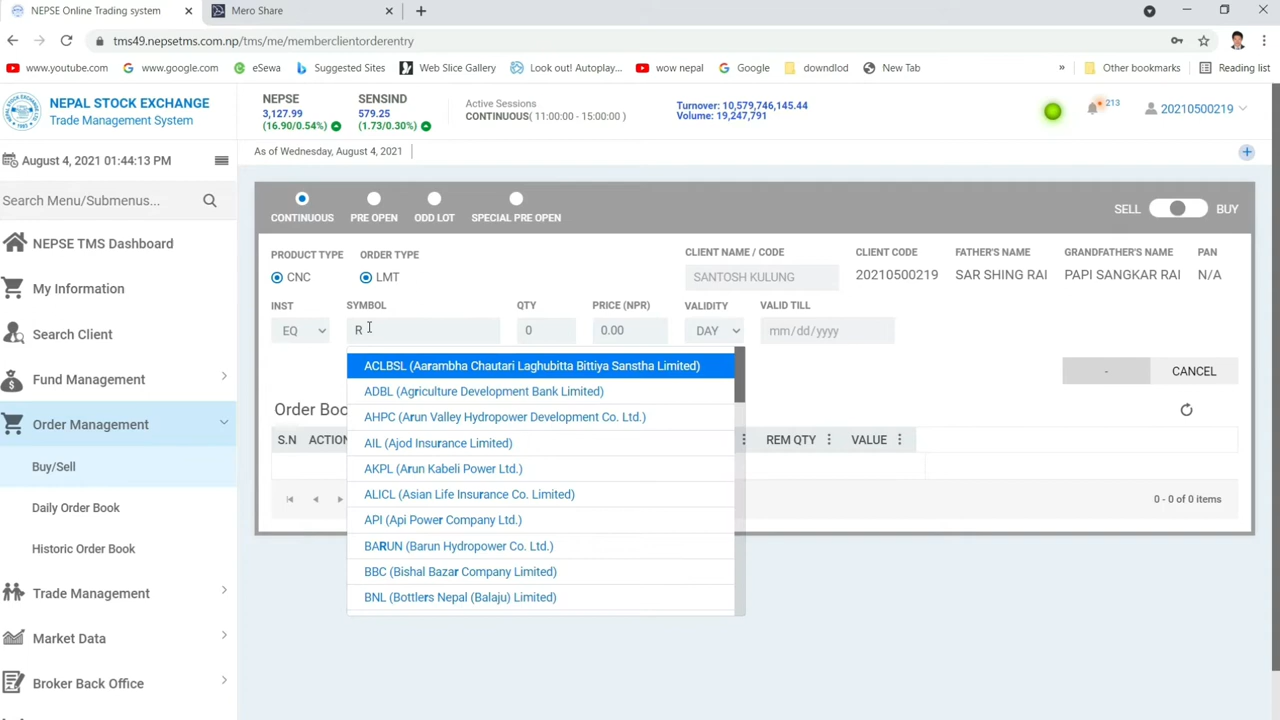 NEPSE Online Trading system
Mero Share
tms49.nepsetms.com.np/tms/me/memberclientorderentry
www.youtube.com
www.google.com
eSewa
Suggested Sites
Web Slice Gallery
Look out! Autoplay...
wow nepal
Google
downdlod
New Tab
»
Other bookmarks
Reading list
NEPAL STOCK EXCHANGE
Trade Management System
NEPSE
3,127.99
(16.90/0.54%)
SENSIND
579.25
(1.73/0.30%)
Active Sessions
CONTINUOUS( 11:00:00 - 15:00:00 )
Turnover: 10,579,746,145.44
Volume: 19,247,791
213
20210500219
August 4, 2021 01:44:13 PM
As of Wednesday, August 4, 2021
Search Menu/Submenus...
NEPSE TMS Dashboard
My Information
Search Client
Fund Management
Order Management
Buy/Sell
Daily Order Book
Historic Order Book
Trade Management
Market Data
Broker Back Office
CONTINUOUS
PRE OPEN
ODD LOT
SPECIAL PRE OPEN
SELL
BUY
PRODUCT TYPE
CNC
ORDER TYPE
LMT
CLIENT NAME / CODE
SANTOSH KULUNG
CLIENT CODE
20210500219
FATHER'S NAME
SAR SHING RAI
GRANDFATHER'S NAME
PAPI SANGKAR RAI
PAN
N/A
INST
EQ
SYMBOL
R
QTY
0
PRICE (NPR)
0.00
VALIDITY
DAY
VALID TILL
mm/dd/yyyy
ACLBSL (Aarambha Chautari Laghubitta Bittiya Sanstha Limited)
ADBL (Agriculture Development Bank Limited)
AHPC (Arun Valley Hydropower Development Co. Ltd.)
AIL (Ajod Insurance Limited)
AKPL (Arun Kabeli Power Ltd.)
ALICL (Asian Life Insurance Co. Limited)
API (Api Power Company Ltd.)
BARUN (Barun Hydropower Co. Ltd.)
BBC (Bishal Bazar Company Limited)
BNL (Bottlers Nepal (Balaju) Limited)
-
CANCEL
Order Boo
S.N
ACTION
REM QTY
VALUE
0 - 0 of 0 items